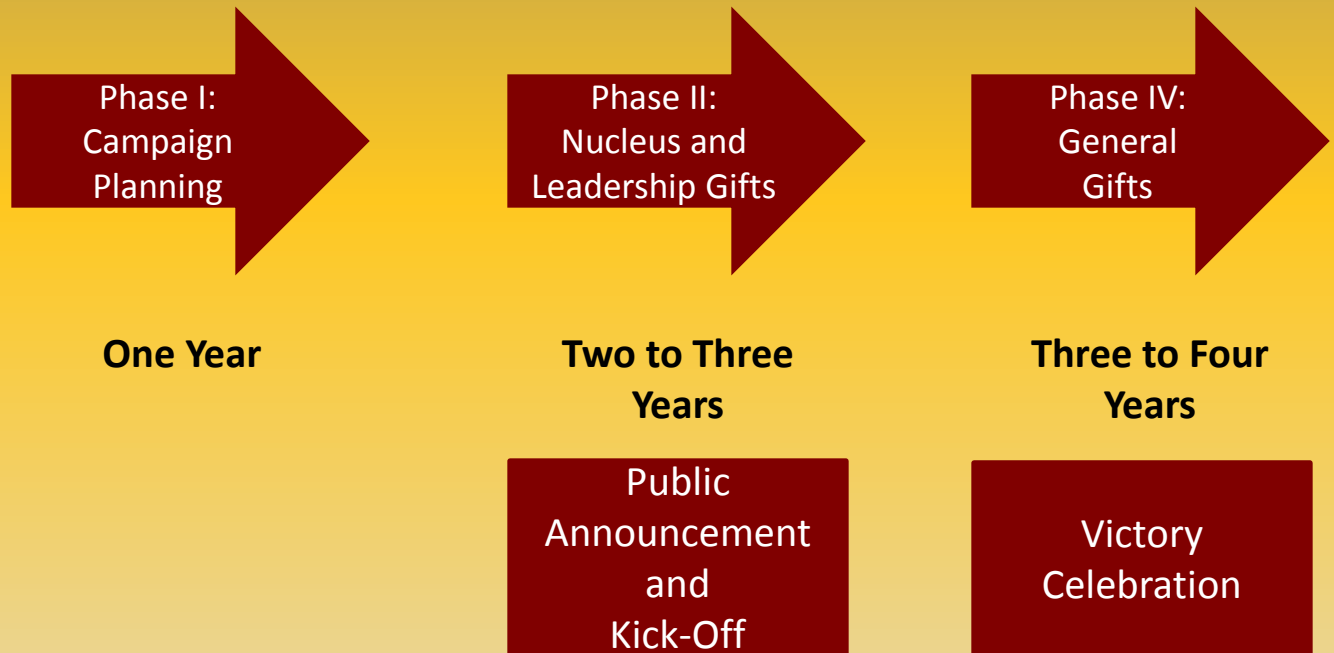 Phase I:
Campaign
Planning
Phase II:
Nucleus and
Leadership Gifts
Phase IV:
General
Gifts
One Year
Two to Three
Years
Three to Four
Years
Public
Announcement
and
Kick-Off
Victory
Celebration